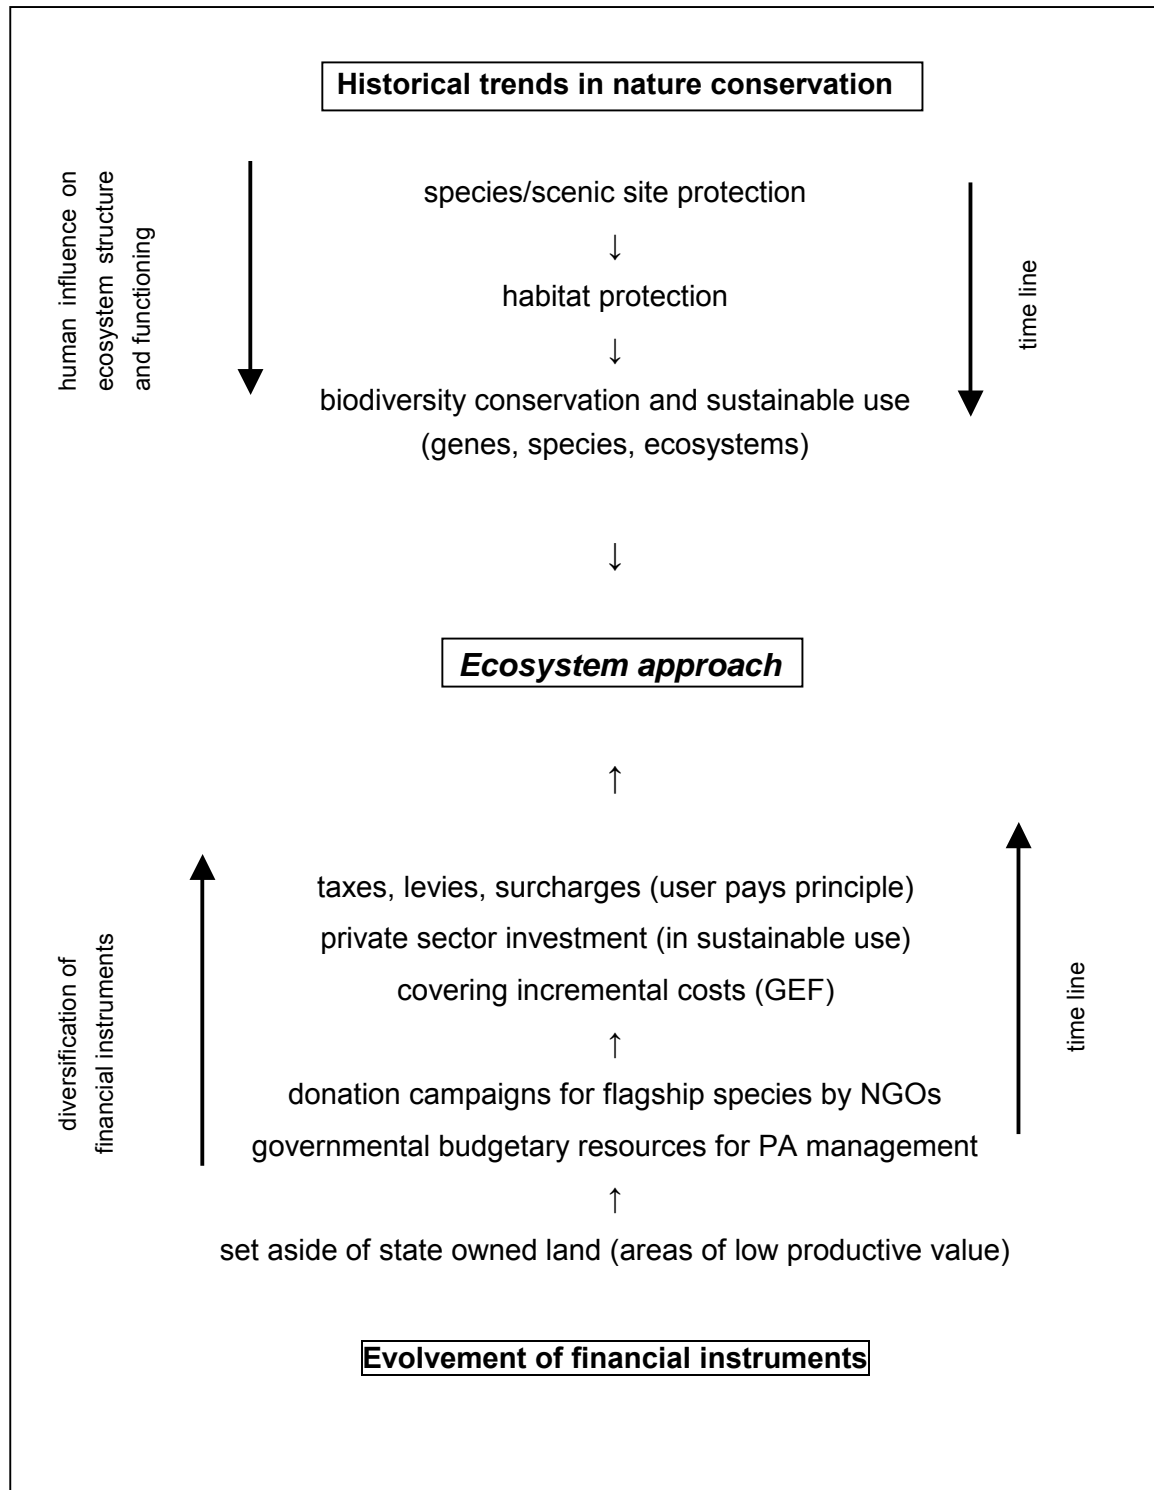 Historical trends in nature conservation
human influence on
ecosystem structure
and functioning
species/scenic site protection
↓
habitat protection
↓
biodiversity conservation and sustainable use
(genes, species, ecosystems)
time line
↓
Ecosystem approach
↑
diversification of
financial instruments
taxes, levies, surcharges (user pays principle)
private sector investment (in sustainable use)
covering incremental costs (GEF)
↑
donation campaigns for flagship species by NGOs
governmental budgetary resources for PA management
↑
set aside of state owned land (areas of low productive value)
time line
Evolvement of financial instruments